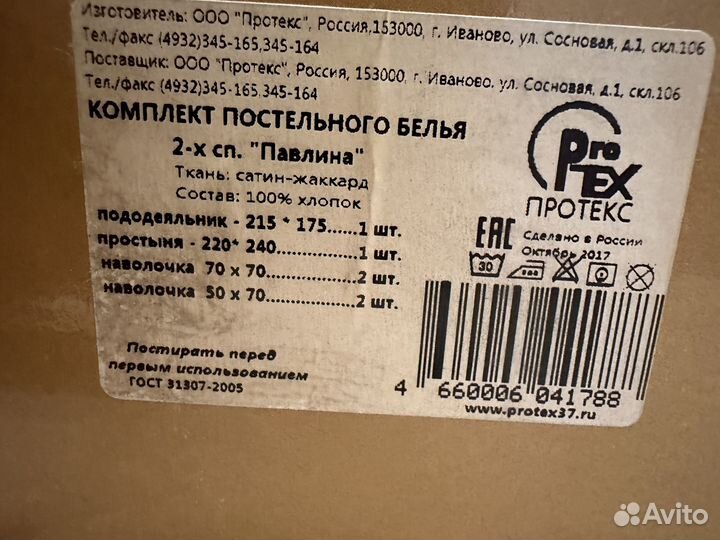 Изготовитель: ООО "Протекс", Россия,153000, г. Иваново, ул. Сосновая, д.1, скл.106
Тел./факс (4932)345-165,345-164
Поставщик: ООО "Протекс", Россия, 153000, г. Иваново, ул. Сосновая, д.1, скл.106
Тел./факс (4932)345-165,345-164
КОМПЛЕКТ ПОСТЕЛЬНОГО БЕЛЬЯ
2-х сп. "Павлина"
Ткань: сатин-жаккард
Состав: 100% хлопок
пододеяльник - 215 * 175......1 шт.
простыня - 220* 240..............1 шт.
наволочка 70 х 70..................2 шт.
наволочка 50 х 70..................2 шт.
Постирать перед
первым использованием
ГОСТ 31307-2005
Pro
TEX
ПРОТЕКС
EAC
Сделано в России
Октябрь 2017
30
4 660006 041788
www.protex37.ru
Avito